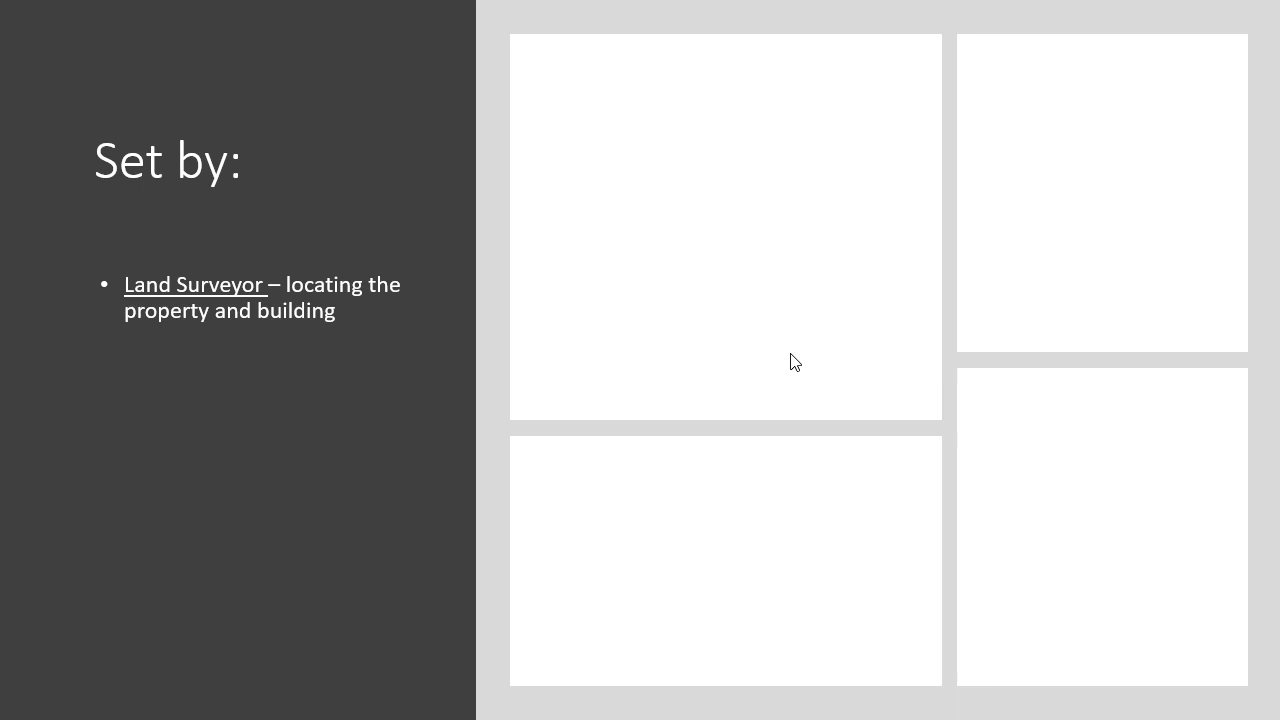 Set by:
• Land Surveyor – locating the
property and building